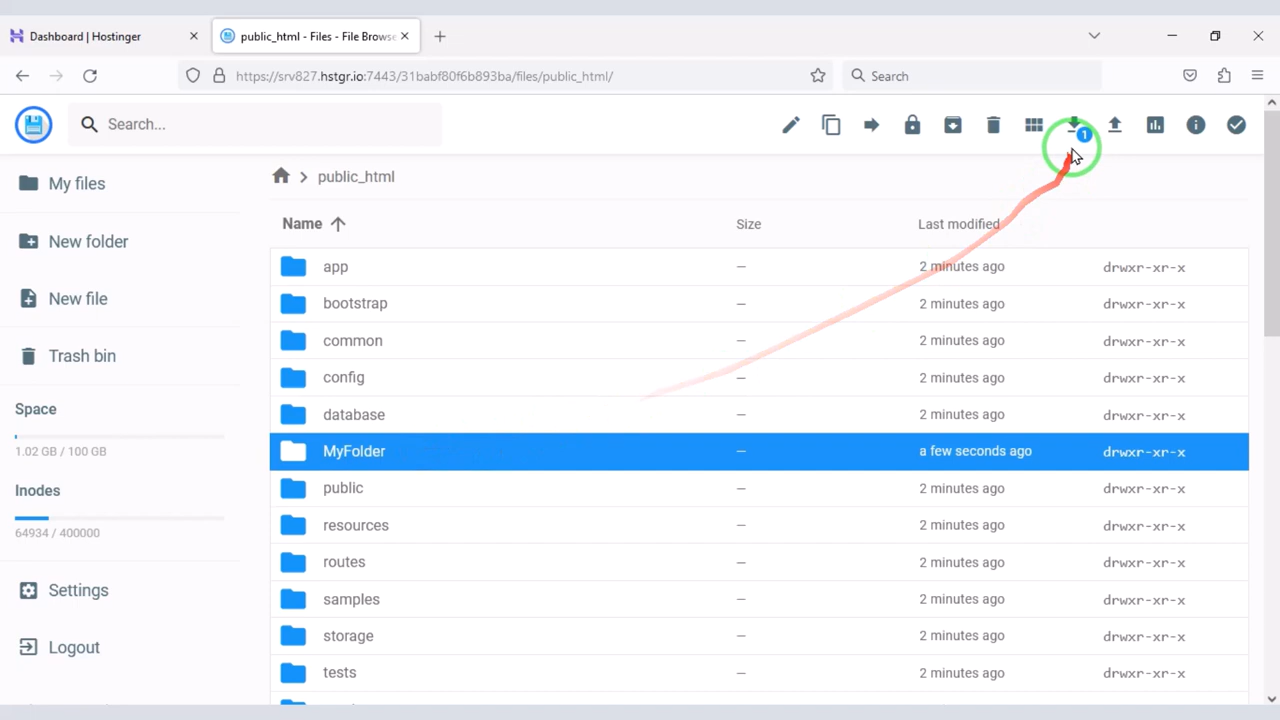 Dashboard | Hostinger
public_html - Files - File Browse
https://srv827.hstgr.io:7443/31babf80f6b893ba/files/public_html/
Search
Search...
1
My files
New folder
New file
Trash bin
Space
1.02 GB / 100 GB
Inodes
64934 / 400000
Settings
Logout
public_html
Name Size Last modified
app — 2 minutes ago drwxr-xr-x
bootstrap — 2 minutes ago drwxr-xr-x
common — 2 minutes ago drwxr-xr-x
config — 2 minutes ago drwxr-xr-x
database — 2 minutes ago drwxr-xr-x
MyFolder — a few seconds ago drwxr-xr-x
public — 2 minutes ago drwxr-xr-x
resources — 2 minutes ago drwxr-xr-x
routes — 2 minutes ago drwxr-xr-x
samples — 2 minutes ago drwxr-xr-x
storage — 2 minutes ago drwxr-xr-x
tests — 2 minutes ago drwxr-xr-x